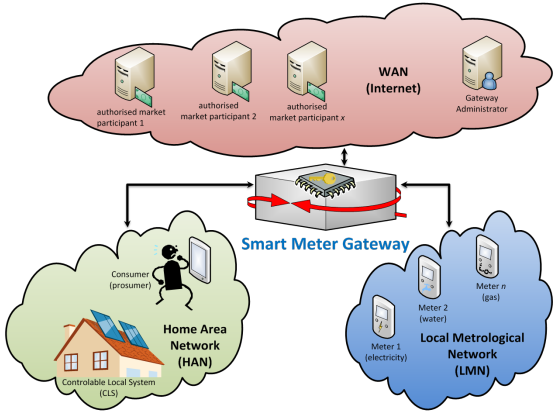 WAN
(Internet)
authorised market
participant 1
authorised
market participant 2
authorised
market participant x
Gateway
Administrator
Smart Meter Gateway
Consumer
(prosumer)
Home Area
Network
(HAN)
Controlable Local System
(CLS)
Meter n
(gas)
Meter 2
(water)
Meter 1
(electricity)
Local Metrological
Network
(LMN)